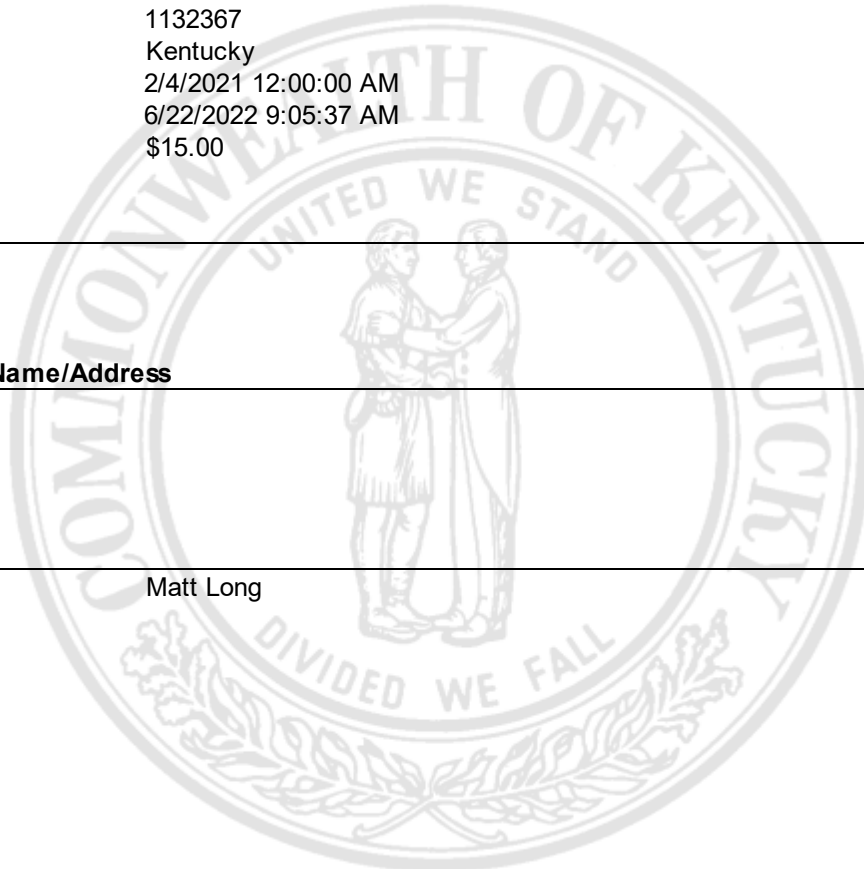 1132367
Kentucky
2/4/2021 12:00:00 AM
6/22/2022 9:05:37 AM
$15.00
COMMONWEALTH OF KENTUCKY
UNITED WE STAND
Name/Address
Matt Long
DIVIDED WE FALL